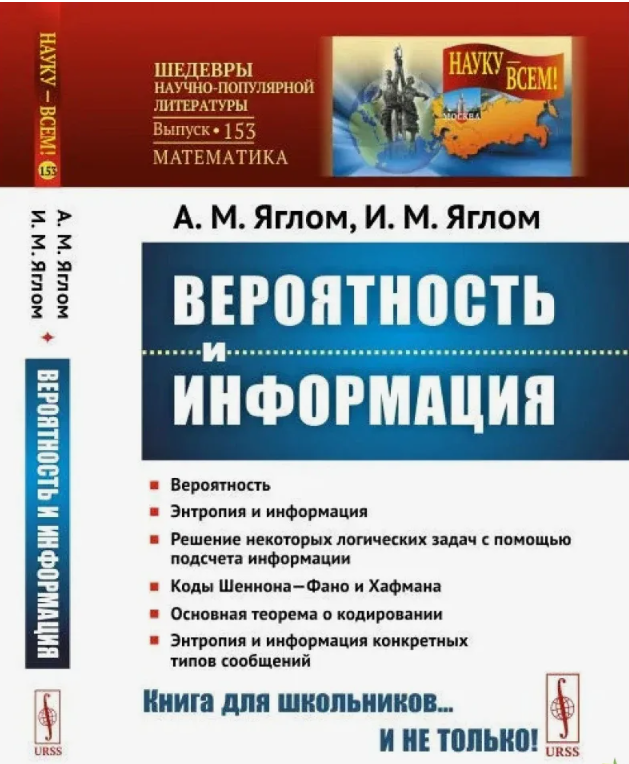 НАУКУ – ВСЕМ!
153
А. М. Яглом
И. М. Яглом
ВЕРОЯТНОСТЬ И ИНФОРМАЦИЯ
URSS
ШЕДЕВРЫ
НАУЧНО-ПОПУЛЯРНОЙ
ЛИТЕРАТУРЫ
Выпуск • 153
МАТЕМАТИКА
НАУКУ –
ВСЕМ!
МОСКВА
А. М. Яглом, И. М. Яглом
ВЕРОЯТНОСТЬ
И
ИНФОРМАЦИЯ
Вероятность
Энтропия и информация
Решение некоторых логических задач с помощью
подсчета информации
Коды Шеннона—Фано и Хафмана
Основная теорема о кодировании
Энтропия и информация конкретных
типов сообщений
Книга для школьников...
И НЕ ТОЛЬКО!
URSS